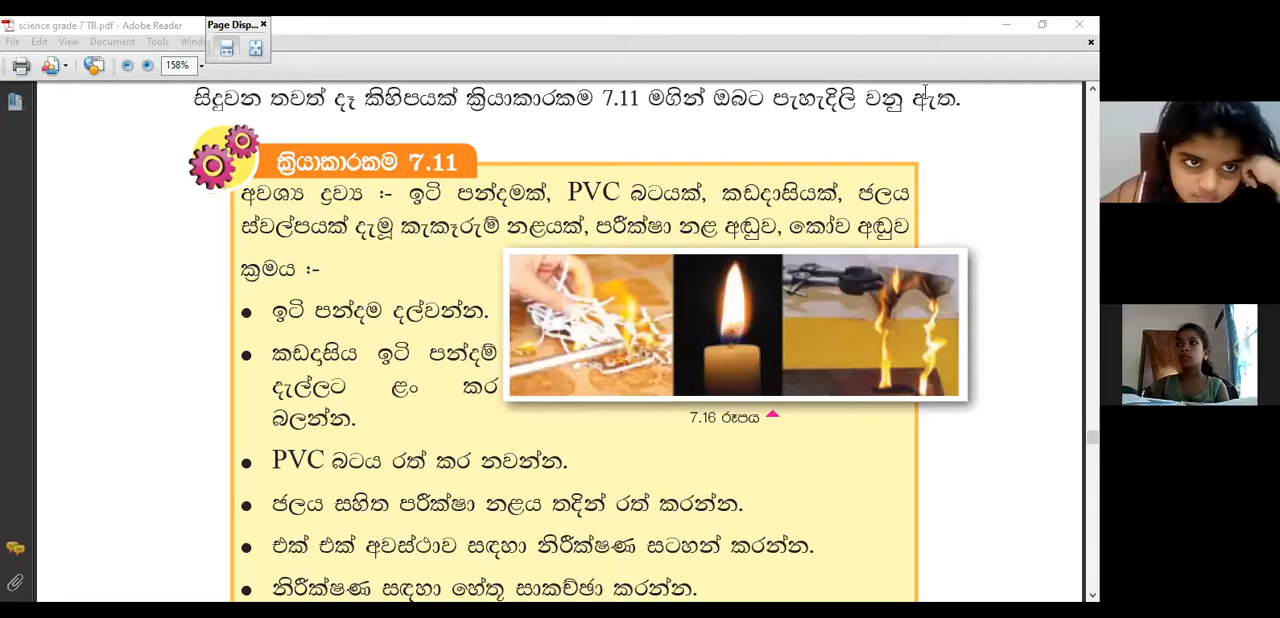 science grade 7 TB.pdf - Adobe Reader
Page Disp...
File Edit View Document Tools Windo
158%
සිදුවන තවත් දෑ කිහිපයක් ක්‍රියාකාරකම 7.11 මගින් ඔබට පැහැදිලි වනු ඇත.
ක්‍රියාකාරකම 7.11
අවශ්‍ය ද්‍රව්‍ය :- ඉටි පන්දමක්, PVC බටයක්, කඩදාසියක්, ජලය
ස්වල්පයක් දැමූ කැකෑරුම් නළයක්, පරීක්ෂා නළ අඬුව, කෝව අඬුව
ක්‍රමය :-
● ඉටි පන්දම දල්වන්න.
● කඩදාසිය ඉටි පන්දම්
දැල්ලට ළං කර
බලන්න.
7.16 රූපය
● PVC බටය රත් කර නවන්න.
● ජලය සහිත පරීක්ෂා නළය තදින් රත් කරන්න.
● එක් එක් අවස්ථාව සඳහා නිරීක්ෂණ සටහන් කරන්න.
● නිරීක්ෂණ සඳහා හේතු සාකච්ඡා කරන්න.